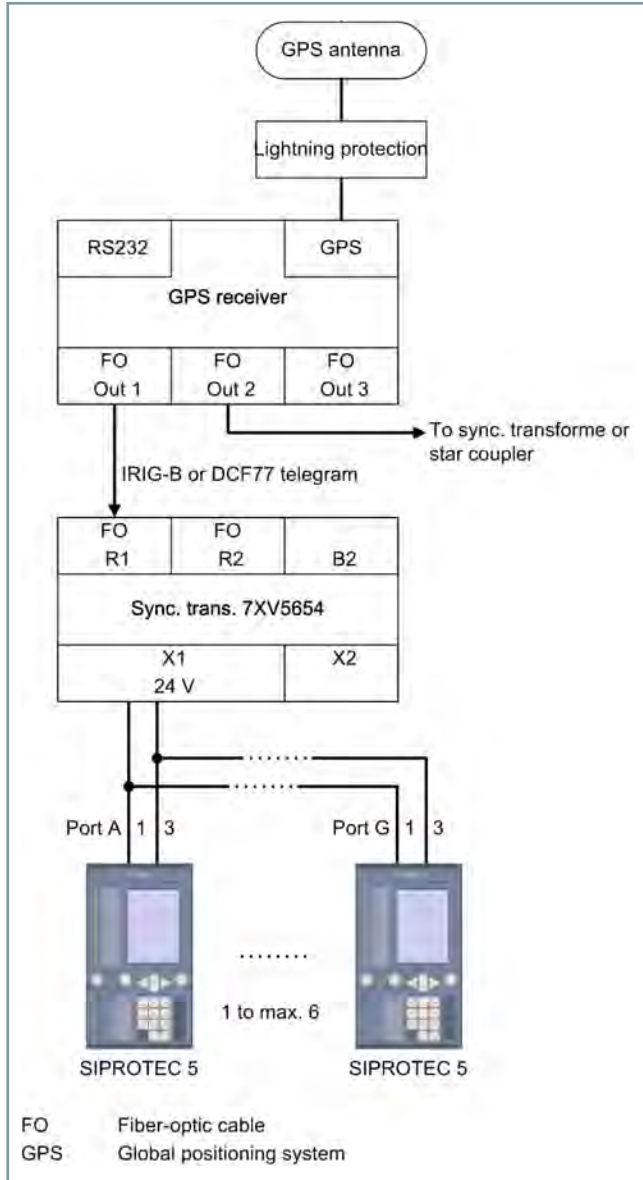 GPS antenna
Lightning protection
RS232
GPS
GPS receiver
FO
Out 1
FO
Out 2
FO
Out 3
To sync. transforme or
star coupler
IRIG-B or DCF77 telegram
FO
R1
FO
R2
B2
Sync. trans. 7XV5654
X1
24 V
X2
Port A 1 3
Port G 1 3
1 to max. 6
SIPROTEC 5
SIPROTEC 5
FO Fiber-optic cable
GPS Global positioning system